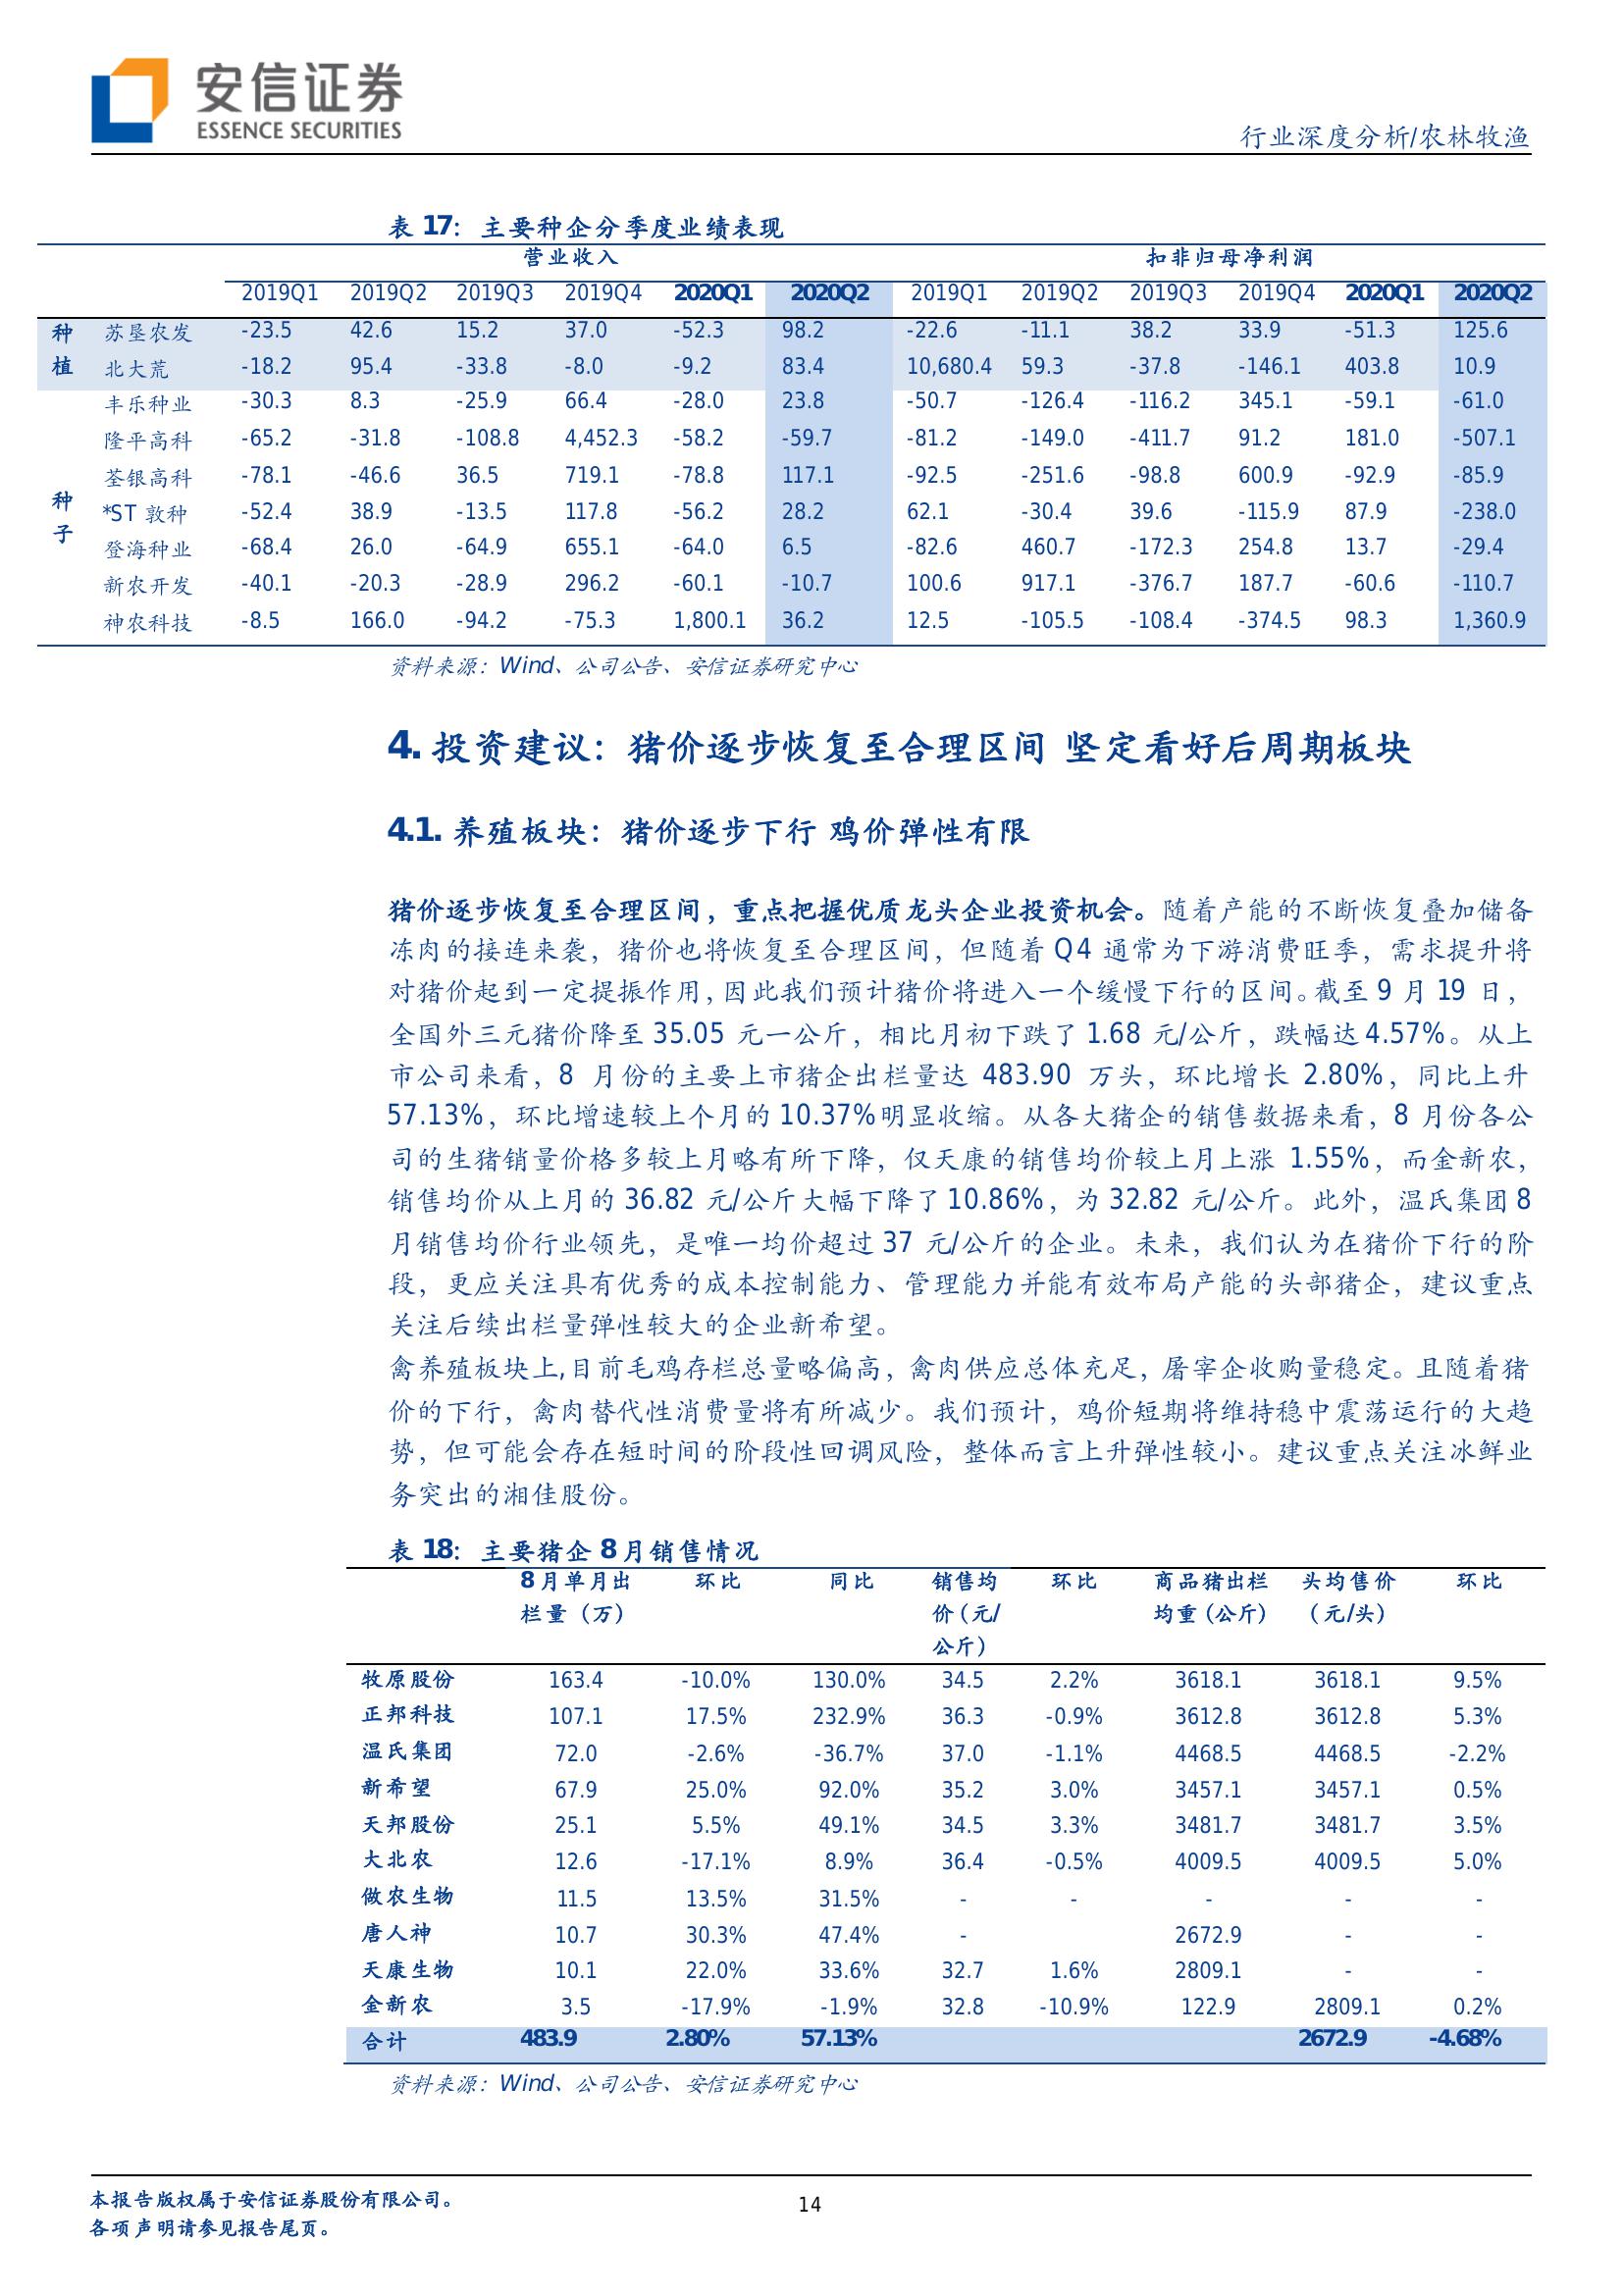 安信证券
ESSENCE SECURITIES
行业深度分析/农林牧渔
表 17：主要种企分季度业绩表现
营业收入 扣非归母净利润
2019Q1 2019Q2 2019Q3 2019Q4 2020Q1 2020Q2 2019Q1 2019Q2 2019Q3 2019Q4 2020Q1 2020Q2
种植 苏垦农发 -23.5 42.6 15.2 37.0 -52.3 98.2 -22.6 -11.1 38.2 33.9 -51.3 125.6
北大荒 -18.2 95.4 -33.8 -8.0 -9.2 83.4 10,680.4 59.3 -37.8 -146.1 403.8 10.9
种子 丰乐种业 -30.3 8.3 -25.9 66.4 -28.0 23.8 -50.7 -126.4 -116.2 345.1 -59.1 -61.0
隆平高科 -65.2 -31.8 -108.8 4,452.3 -58.2 -59.7 -81.2 -149.0 -411.7 91.2 181.0 -507.1
荃银高科 -78.1 -46.6 36.5 719.1 -78.8 117.1 -92.5 -251.6 -98.8 600.9 -92.9 -85.9
*ST 敦种 -52.4 38.9 -13.5 117.8 -56.2 28.2 62.1 -30.4 39.6 -115.9 87.9 -238.0
登海种业 -68.4 26.0 -64.9 655.1 -64.0 6.5 -82.6 460.7 -172.3 254.8 13.7 -29.4
新农开发 -40.1 -20.3 -28.9 296.2 -60.1 -10.7 100.6 917.1 -376.7 187.7 -60.6 -110.7
神农科技 -8.5 166.0 -94.2 -75.3 1,800.1 36.2 12.5 -105.5 -108.4 -374.5 98.3 1,360.9
资料来源：Wind、公司公告、安信证券研究中心
4. 投资建议：猪价逐步恢复至合理区间 坚定看好后周期板块
4.1. 养殖板块：猪价逐步下行 鸡价弹性有限
猪价逐步恢复至合理区间，重点把握优质龙头企业投资机会。随着产能的不断恢复叠加储备
冻肉的接连来袭，猪价也将恢复至合理区间，但随着 Q4 通常为下游消费旺季，需求提升将
对猪价起到一定提振作用，因此我们预计猪价将进入一个缓慢下行的区间。截至 9 月 19 日，
全国外三元猪价降至 35.05 元一公斤，相比月初下跌了 1.68 元/公斤，跌幅达 4.57%。从上
市公司来看，8 月份的主要上市猪企出栏量达 483.90 万头，环比增长 2.80%，同比上升
57.13%，环比增速较上个月的 10.37%明显收缩。从各大猪企的销售数据来看，8 月份各公
司的生猪销量价格多较上月略有所下降，仅天康的销售均价较上月上涨 1.55%，而金新农，
销售均价从上月的 36.82 元/公斤大幅下降了 10.86%，为 32.82 元/公斤。此外，温氏集团 8
月销售均价行业领先，是唯一均价超过 37 元/公斤的企业。未来，我们认为在猪价下行的阶
段，更应关注具有优秀的成本控制能力、管理能力并能有效布局产能的头部猪企，建议重点
关注后续出栏量弹性较大的企业新希望。
禽养殖板块上，目前毛鸡存栏总量略偏高，禽肉供应总体充足，屠宰企收购量稳定。且随着猪
价的下行，禽肉替代性消费量将有所减少。我们预计，鸡价短期将维持稳中震荡运行的大趋
势，但可能会存在短时间的阶段性回调风险，整体而言上升弹性较小。建议重点关注冰鲜业
务突出的湘佳股份。
表 18：主要猪企 8 月销售情况
8 月单月出 环比 同比 销售均 环比 商品猪出栏 头均售价 环比
栏量（万） 价（元/ 均重（公斤） （元/头）
公斤）
牧原股份 163.4 -10.0% 130.0% 34.5 2.2% 3618.1 3618.1 9.5%
正邦科技 107.1 17.5% 232.9% 36.3 -0.9% 3612.8 3612.8 5.3%
温氏集团 72.0 -2.6% -36.7% 37.0 -1.1% 4468.5 4468.5 -2.2%
新希望 67.9 25.0% 92.0% 35.2 3.0% 3457.1 3457.1 0.5%
天邦股份 25.1 5.5% 49.1% 34.5 3.3% 3481.7 3481.7 3.5%
大北农 12.6 -17.1% 8.9% 36.4 -0.5% 4009.5 4009.5 5.0%
做农生物 11.5 13.5% 31.5% - - - - -
唐人神 10.7 30.3% 47.4% - 2672.9 - -
天康生物 10.1 22.0% 33.6% 32.7 1.6% 2809.1 - -
金新农 3.5 -17.9% -1.9% 32.8 -10.9% 122.9 2809.1 0.2%
合计 483.9 2.80% 57.13% 2672.9 -4.68%
资料来源：Wind、公司公告、安信证券研究中心
本报告版权属于安信证券股份有限公司。
各项声明请参见报告尾页。
14